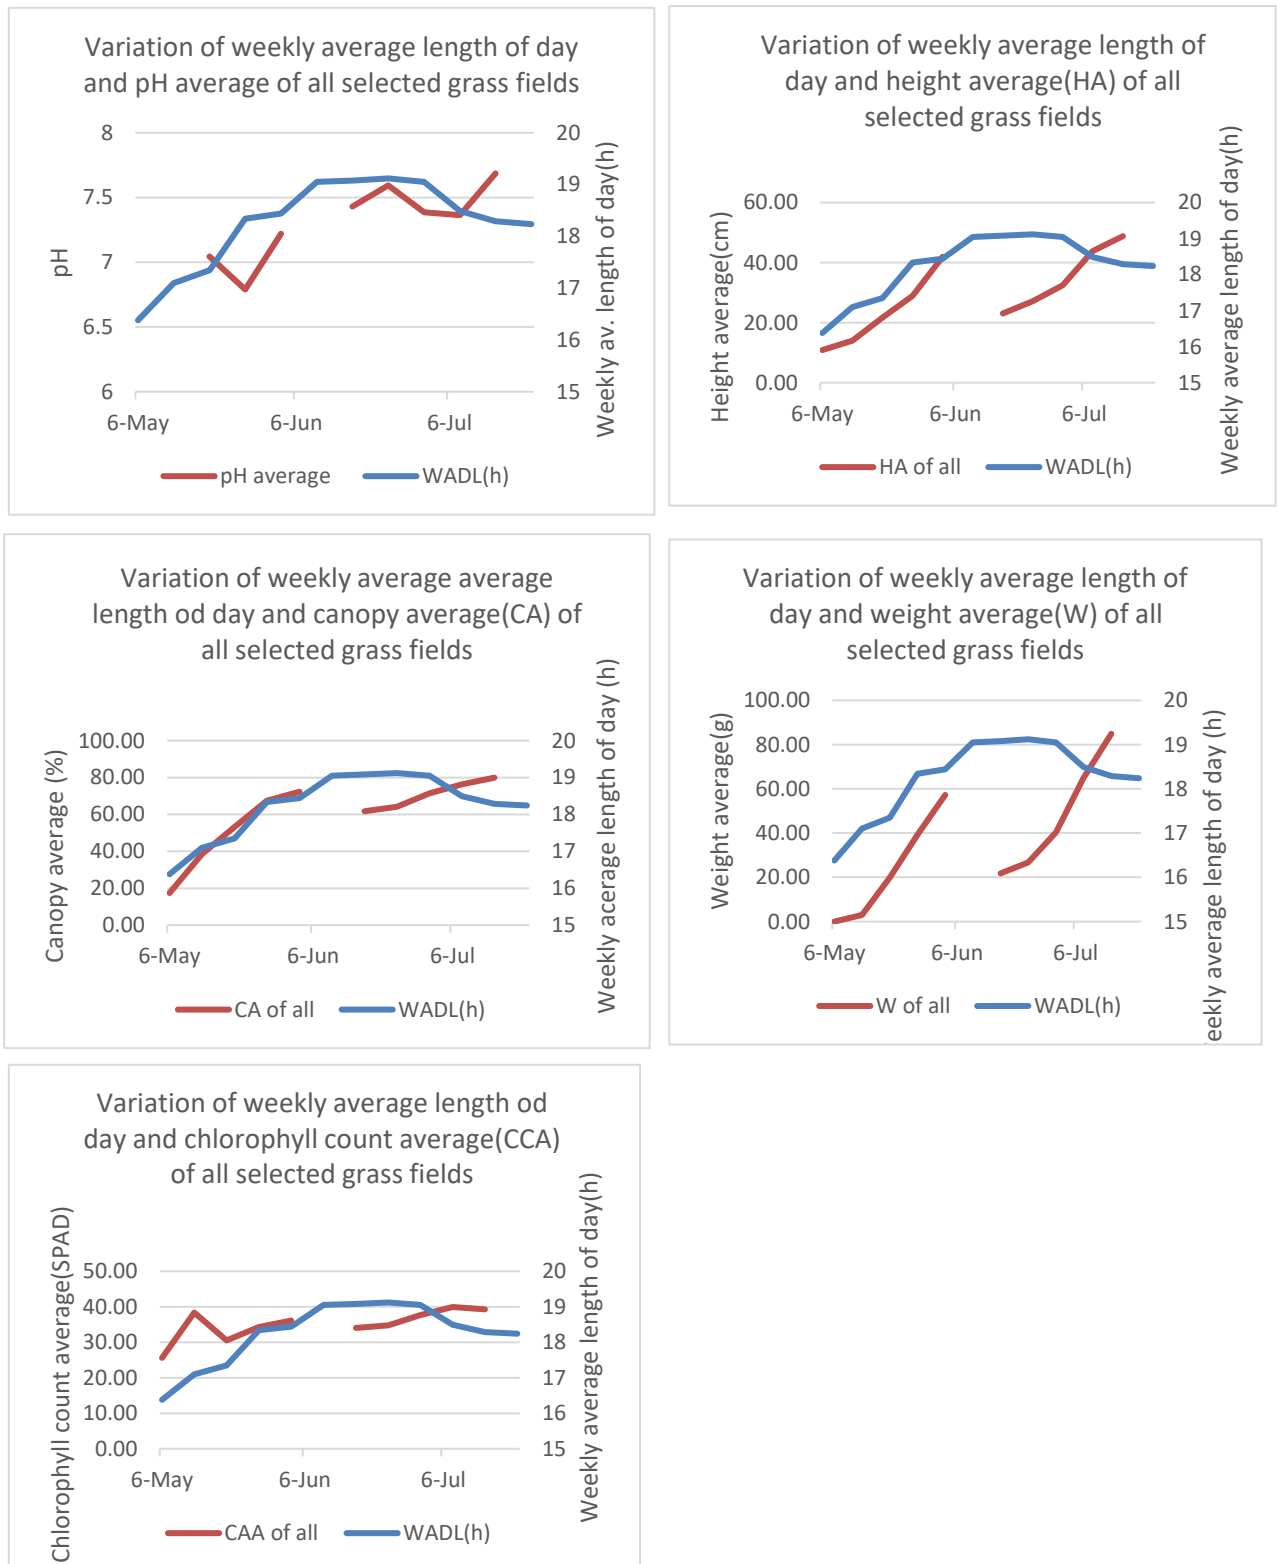 Variation of weekly average length of day
and pH average of all selected grass fields
8
7.5
7
6.5
6
pH
20
19
18
17
16
15
Weekly av. length of day(h)
6-May
6-Jun
6-Jul
pH average
WADL(h)
Variation of weekly average length of
day and height average(HA) of all
selected grass fields
60.00
40.00
20.00
0.00
Height average(cm)
20
19
18
17
16
15
Weekly average length of day(h)
6-May
6-Jun
6-Jul
HA of all
WADL(h)
Variation of weekly average average
length od day and canopy average(CA) of
all selected grass fields
100.00
80.00
60.00
40.00
20.00
0.00
Canopy average (%)
20
19
18
17
16
15
Weekly acerage length of day (h)
6-May
6-Jun
6-Jul
CA of all
WADL(h)
Variation of weekly average length of
day and weight average(W) of all
selected grass fields
100.00
80.00
60.00
40.00
20.00
0.00
Weight average(g)
20
19
18
17
16
15
eekly average length of day (h)
6-May
6-Jun
6-Jul
W of all
WADL(h)
Variation of weekly average length od
day and chlorophyll count average(CCA)
of all selected grass fields
50.00
40.00
30.00
20.00
10.00
0.00
Chlorophyll count average(SPAD)
20
19
18
17
16
15
Weekly average length of day(h)
6-May
6-Jun
6-Jul
CAA of all
WADL(h)